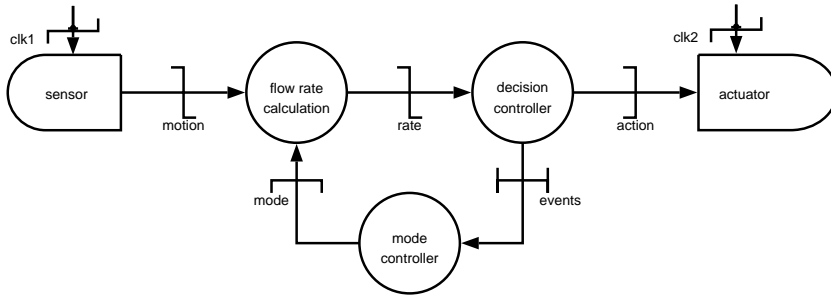 clk1
clk2
sensor
flow rate
calculation
decision
controller
actuator
motion
rate
action
mode
events
mode
controller